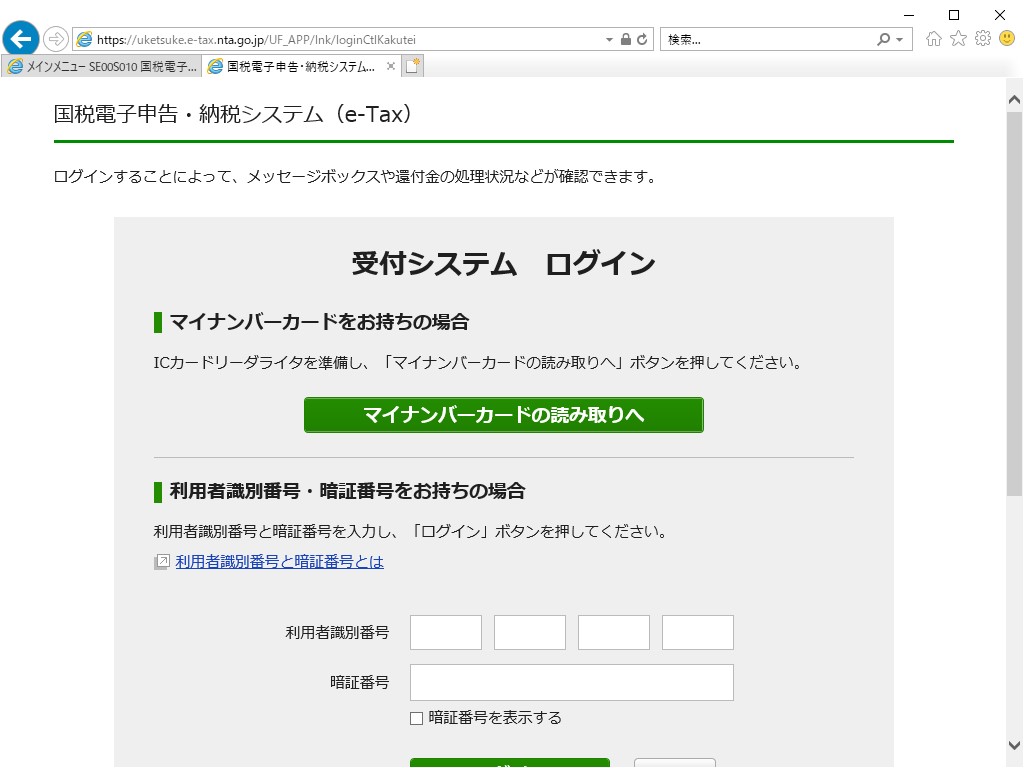 https://uketsuke.e-tax.nta.go.jp/UF_APP/lnk/loginCtlKakutei
検索...
メインメニュー SE00S010 国税電子...
国税電子申告・納税システム...
国税電子申告・納税システム（e-Tax）
ログインすることによって、メッセージボックスや還付金の処理状況などが確認できます。
受付システム　ログイン
マイナンバーカードをお持ちの場合
ICカードリーダライタを準備し、「マイナンバーカードの読み取りへ」ボタンを押してください。
マイナンバーカードの読み取りへ
利用者識別番号・暗証番号をお持ちの場合
利用者識別番号と暗証番号を入力し、「ログイン」ボタンを押してください。
利用者識別番号と暗証番号とは
利用者識別番号
暗証番号
暗証番号を表示する